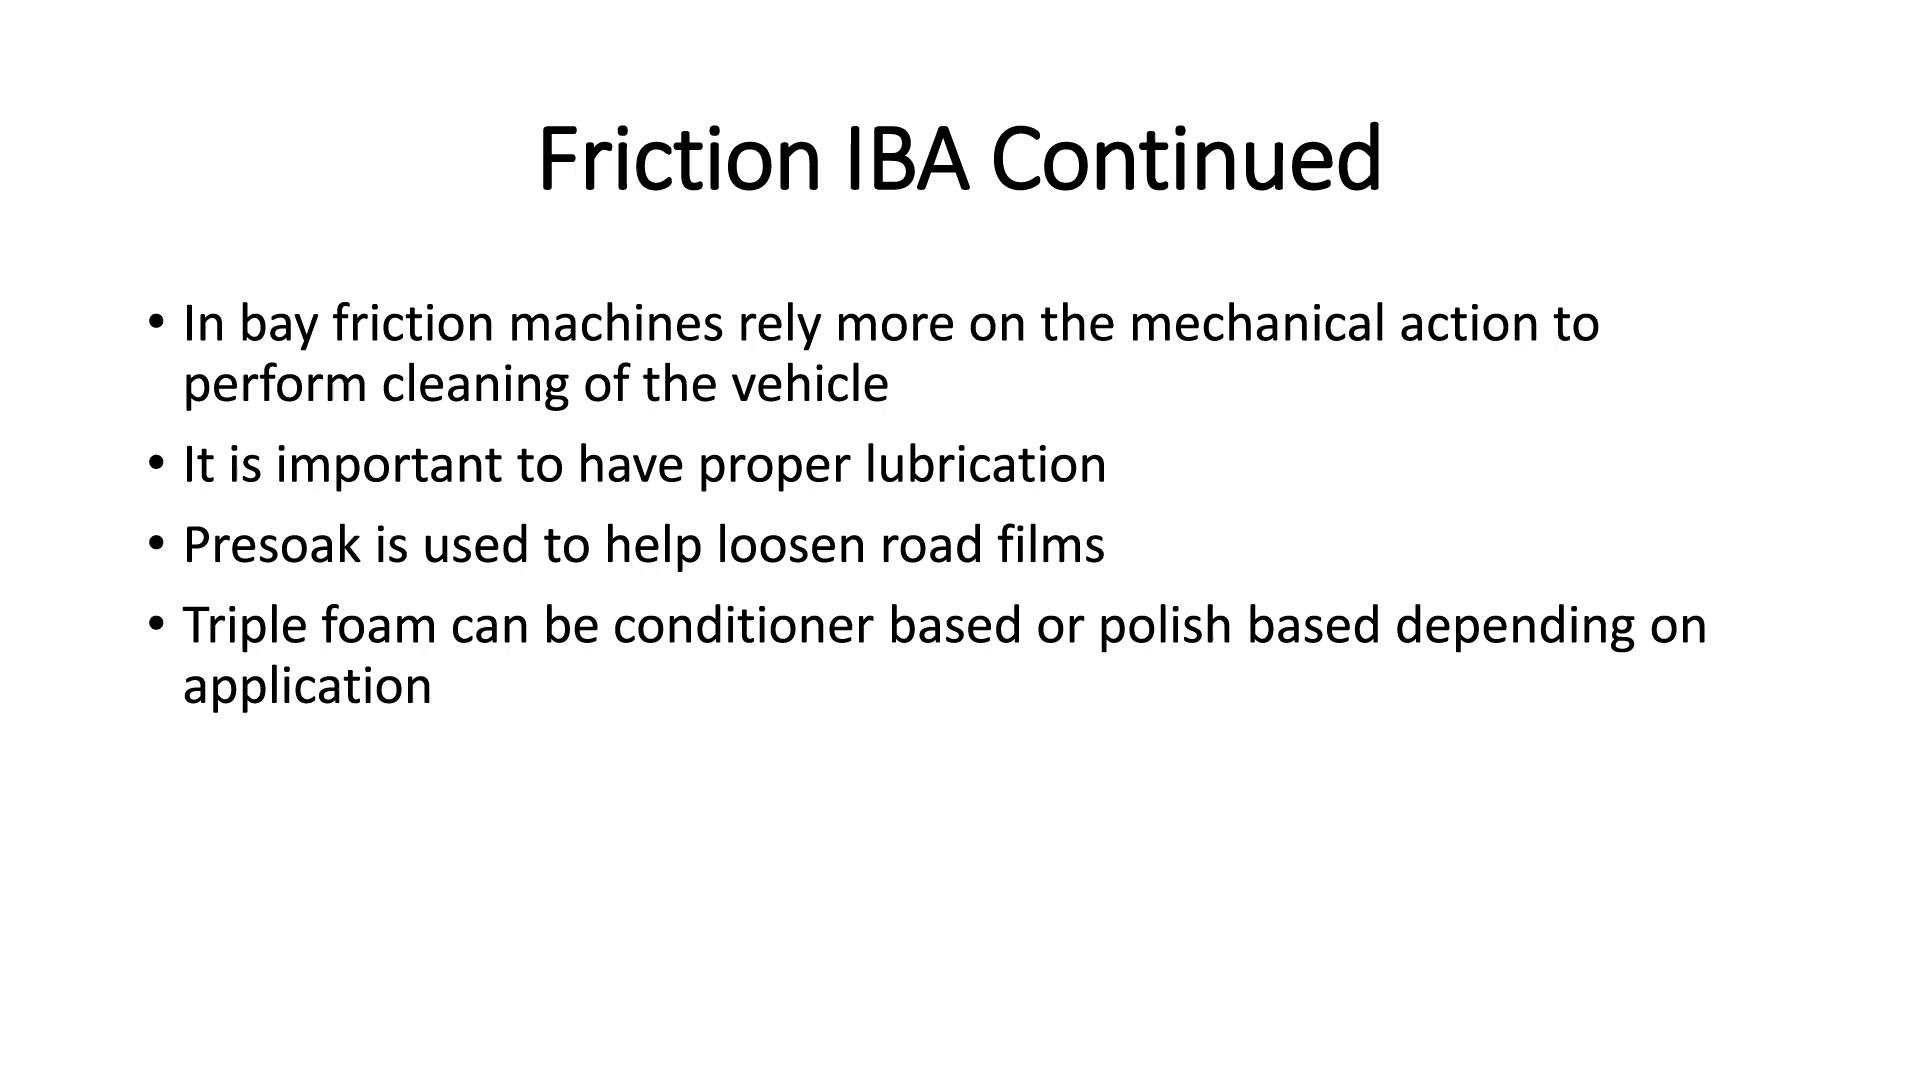 Friction IBA Continued
• In bay friction machines rely more on the mechanical action to
perform cleaning of the vehicle
• It is important to have proper lubrication
• Presoak is used to help loosen road films
• Triple foam can be conditioner based or polish based depending on
application